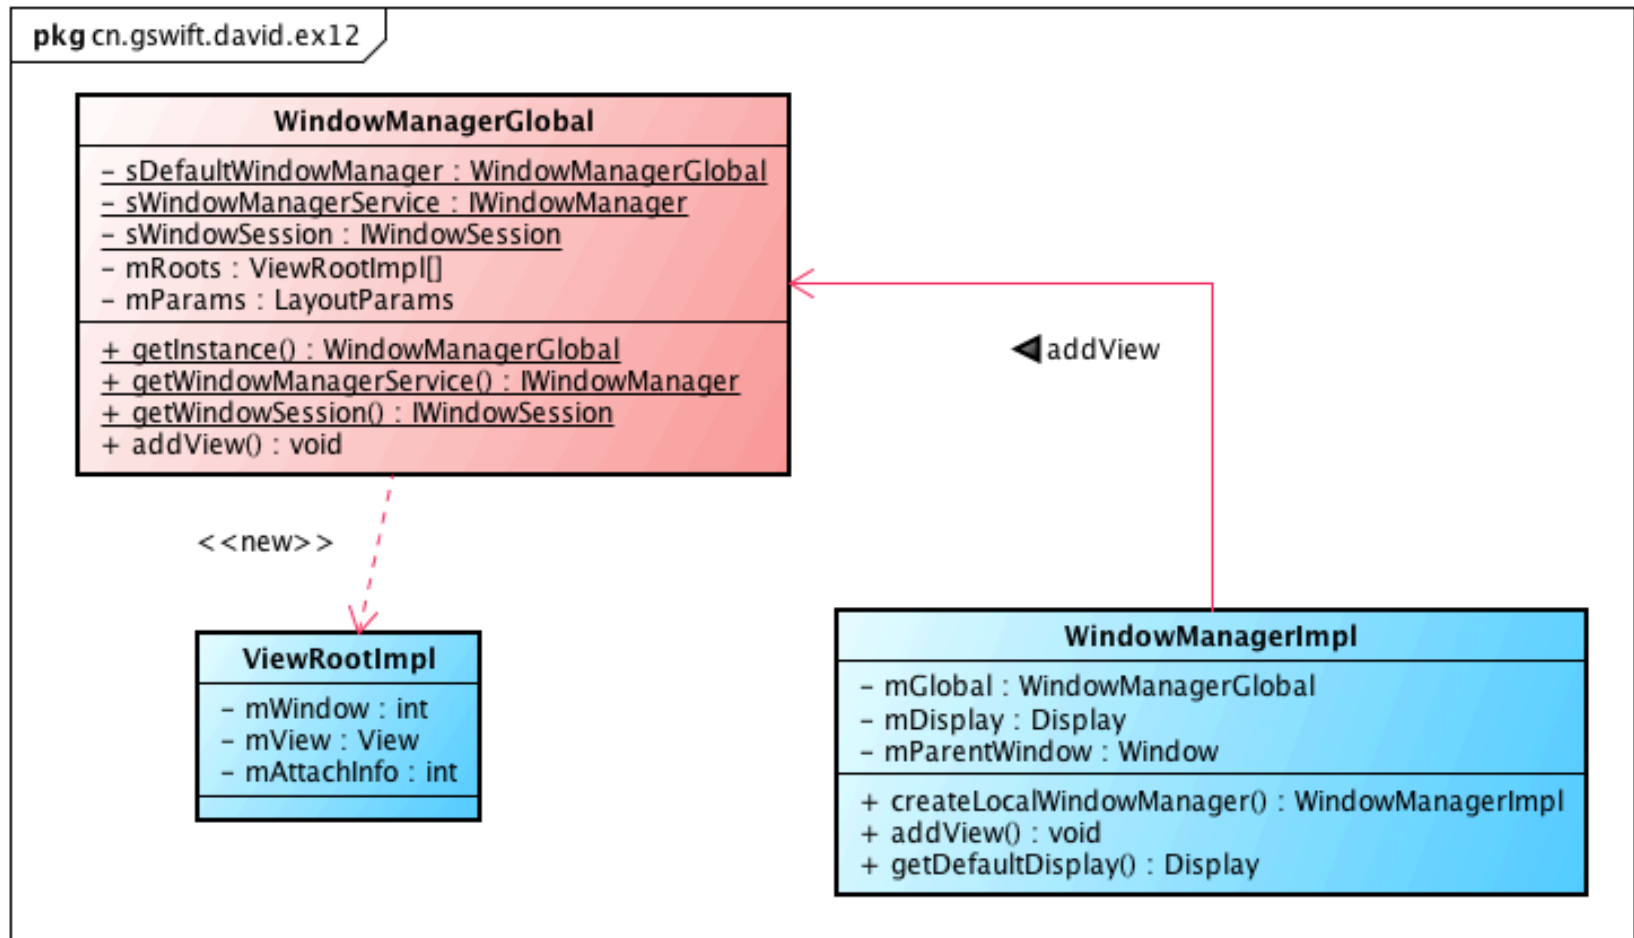 pkg cn.gswift.david.ex12
WindowManagerGlobal
- sDefaultWindowManager : WindowManagerGlobal
- sWindowManagerService : IWindowManager
- sWindowSession : IWindowSession
- mRoots : ViewRootImpl[]
- mParams : LayoutParams
+ getInstance() : WindowManagerGlobal
+ getWindowManagerService() : IWindowManager
+ getWindowSession() : IWindowSession
+ addView() : void
addView
<<new>>
ViewRootImpl
- mWindow : int
- mView : View
- mAttachInfo : int
WindowManagerImpl
- mGlobal : WindowManagerGlobal
- mDisplay : Display
- mParentWindow : Window
+ createLocalWindowManager() : WindowManagerImpl
+ addView() : void
+ getDefaultDisplay() : Display